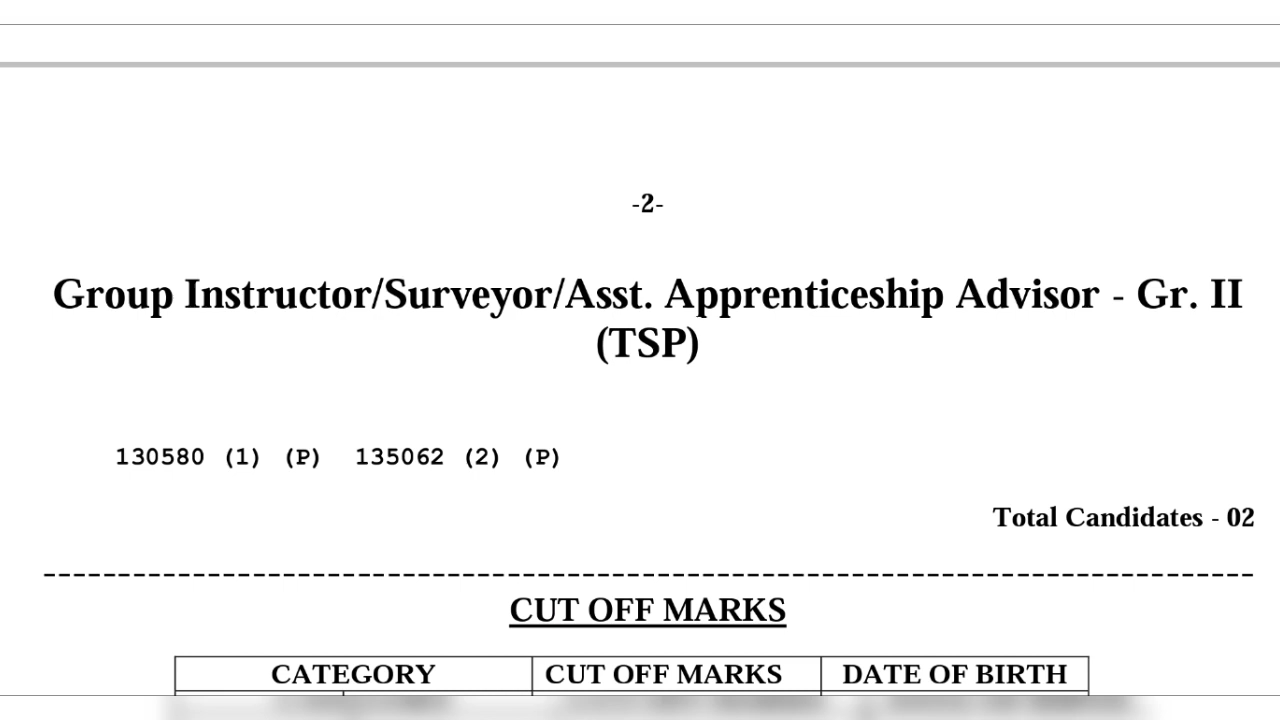 -2-
Group Instructor/Surveyor/Asst. Apprenticeship Advisor - Gr. II
(TSP)
130580 (1) (P) 135062 (2) (P)
Total Candidates - 02
CUT OFF MARKS
CATEGORY CUT OFF MARKS DATE OF BIRTH